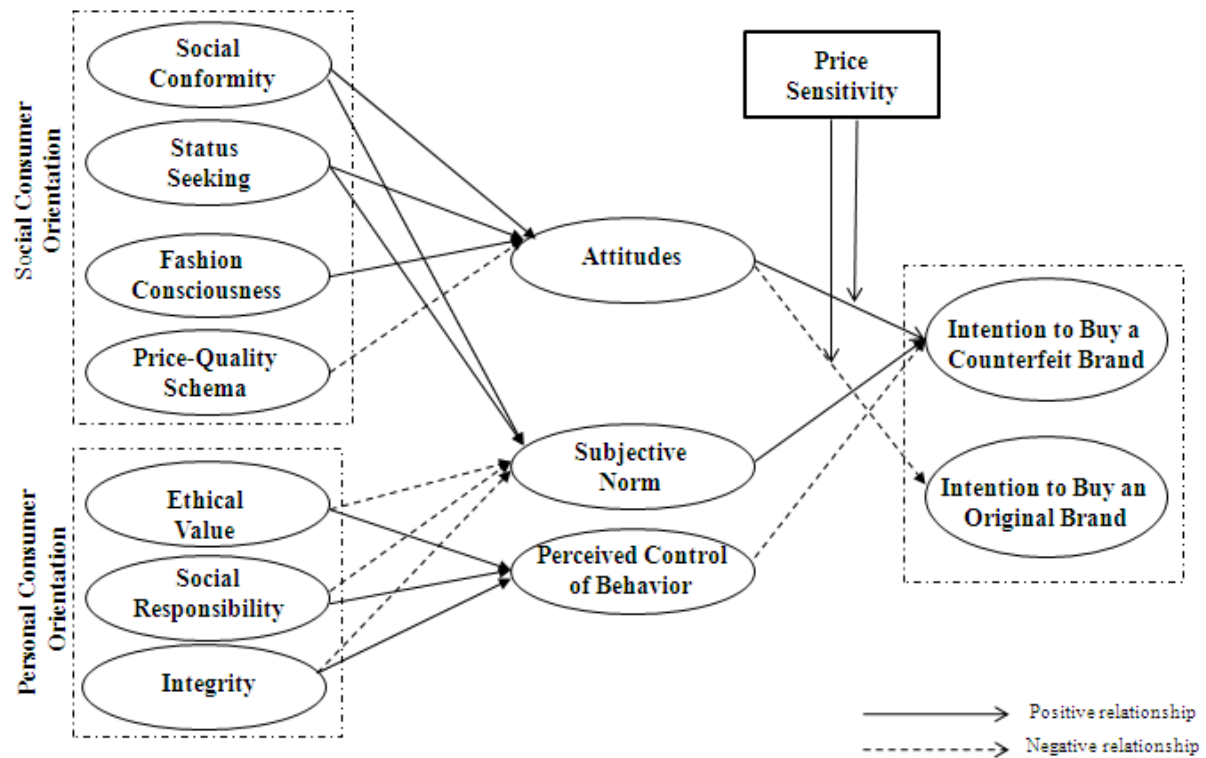 Social Consumer
Orientation
Social
Conformity
Status
Seeking
Fashion
Consciousness
Price-Quality
Schema
Personal Consumer
Orientation
Ethical
Value
Social
Responsibility
Integrity
Attitudes
Subjective
Norm
Perceived Control
of Behavior
Price
Sensitivity
Intention to Buy a
Counterfeit Brand
Intention to Buy an
Original Brand
Positive relationship
Negative relationship